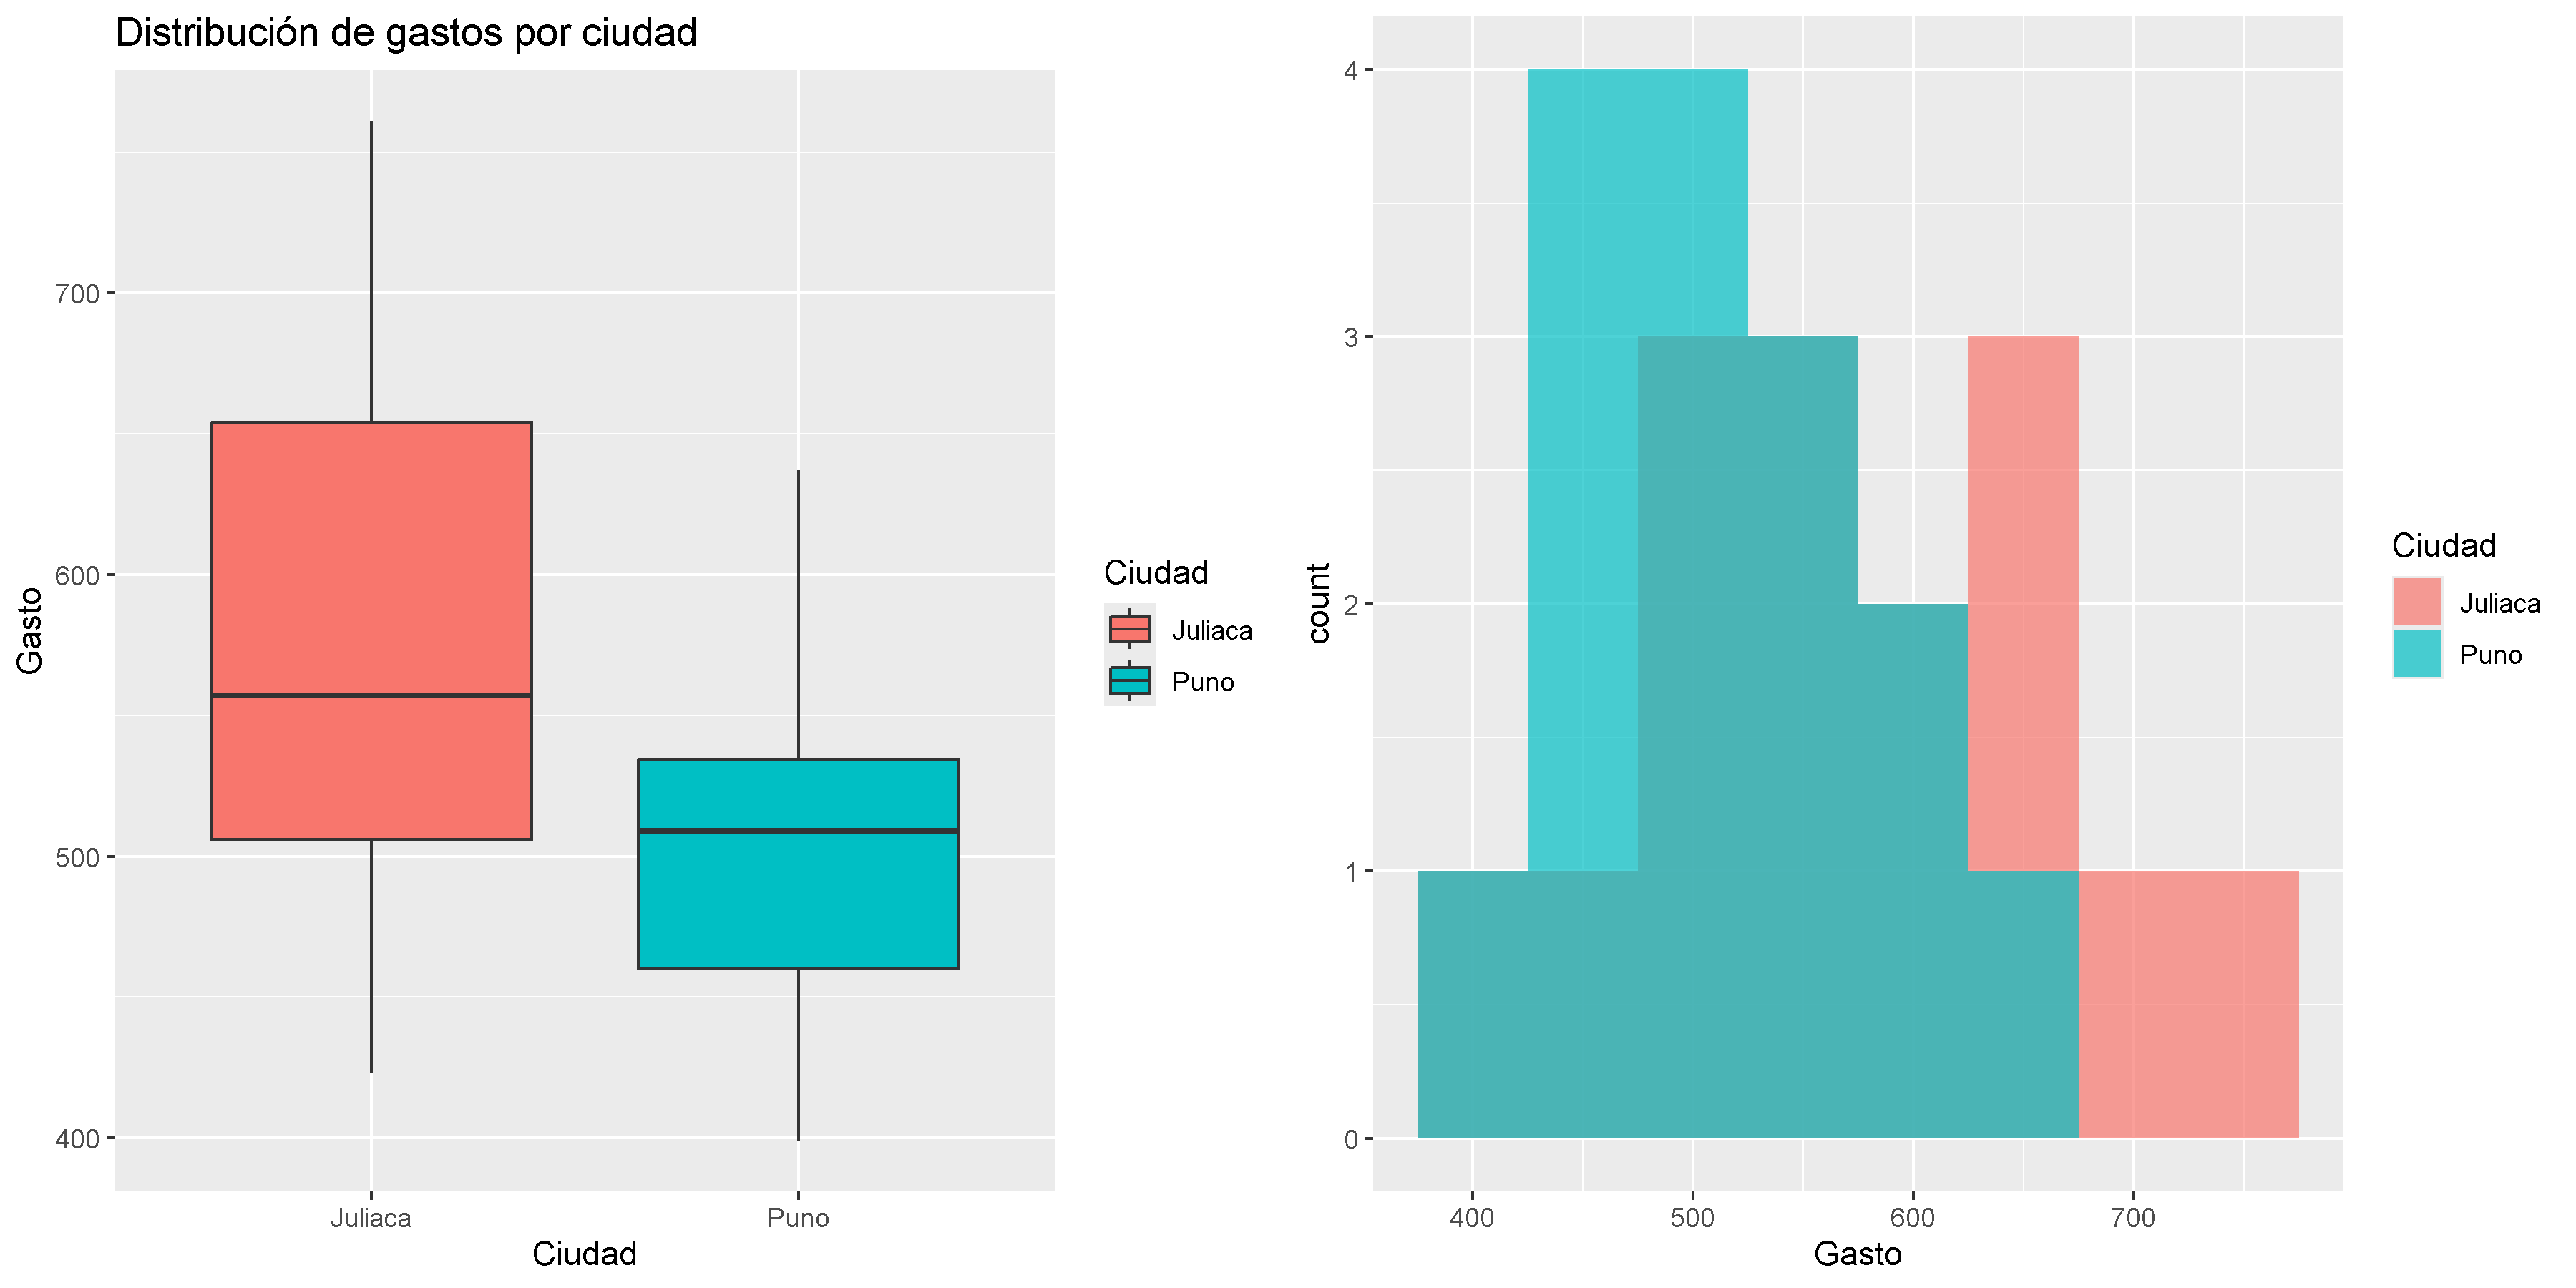 Distribución de gastos por ciudad
Gasto
700
600
500
400
Juliaca
Puno
Ciudad
Ciudad
Juliaca
Puno
count
4
3
2
1
0
400
500
600
700
Gasto
Ciudad
Juliaca
Puno